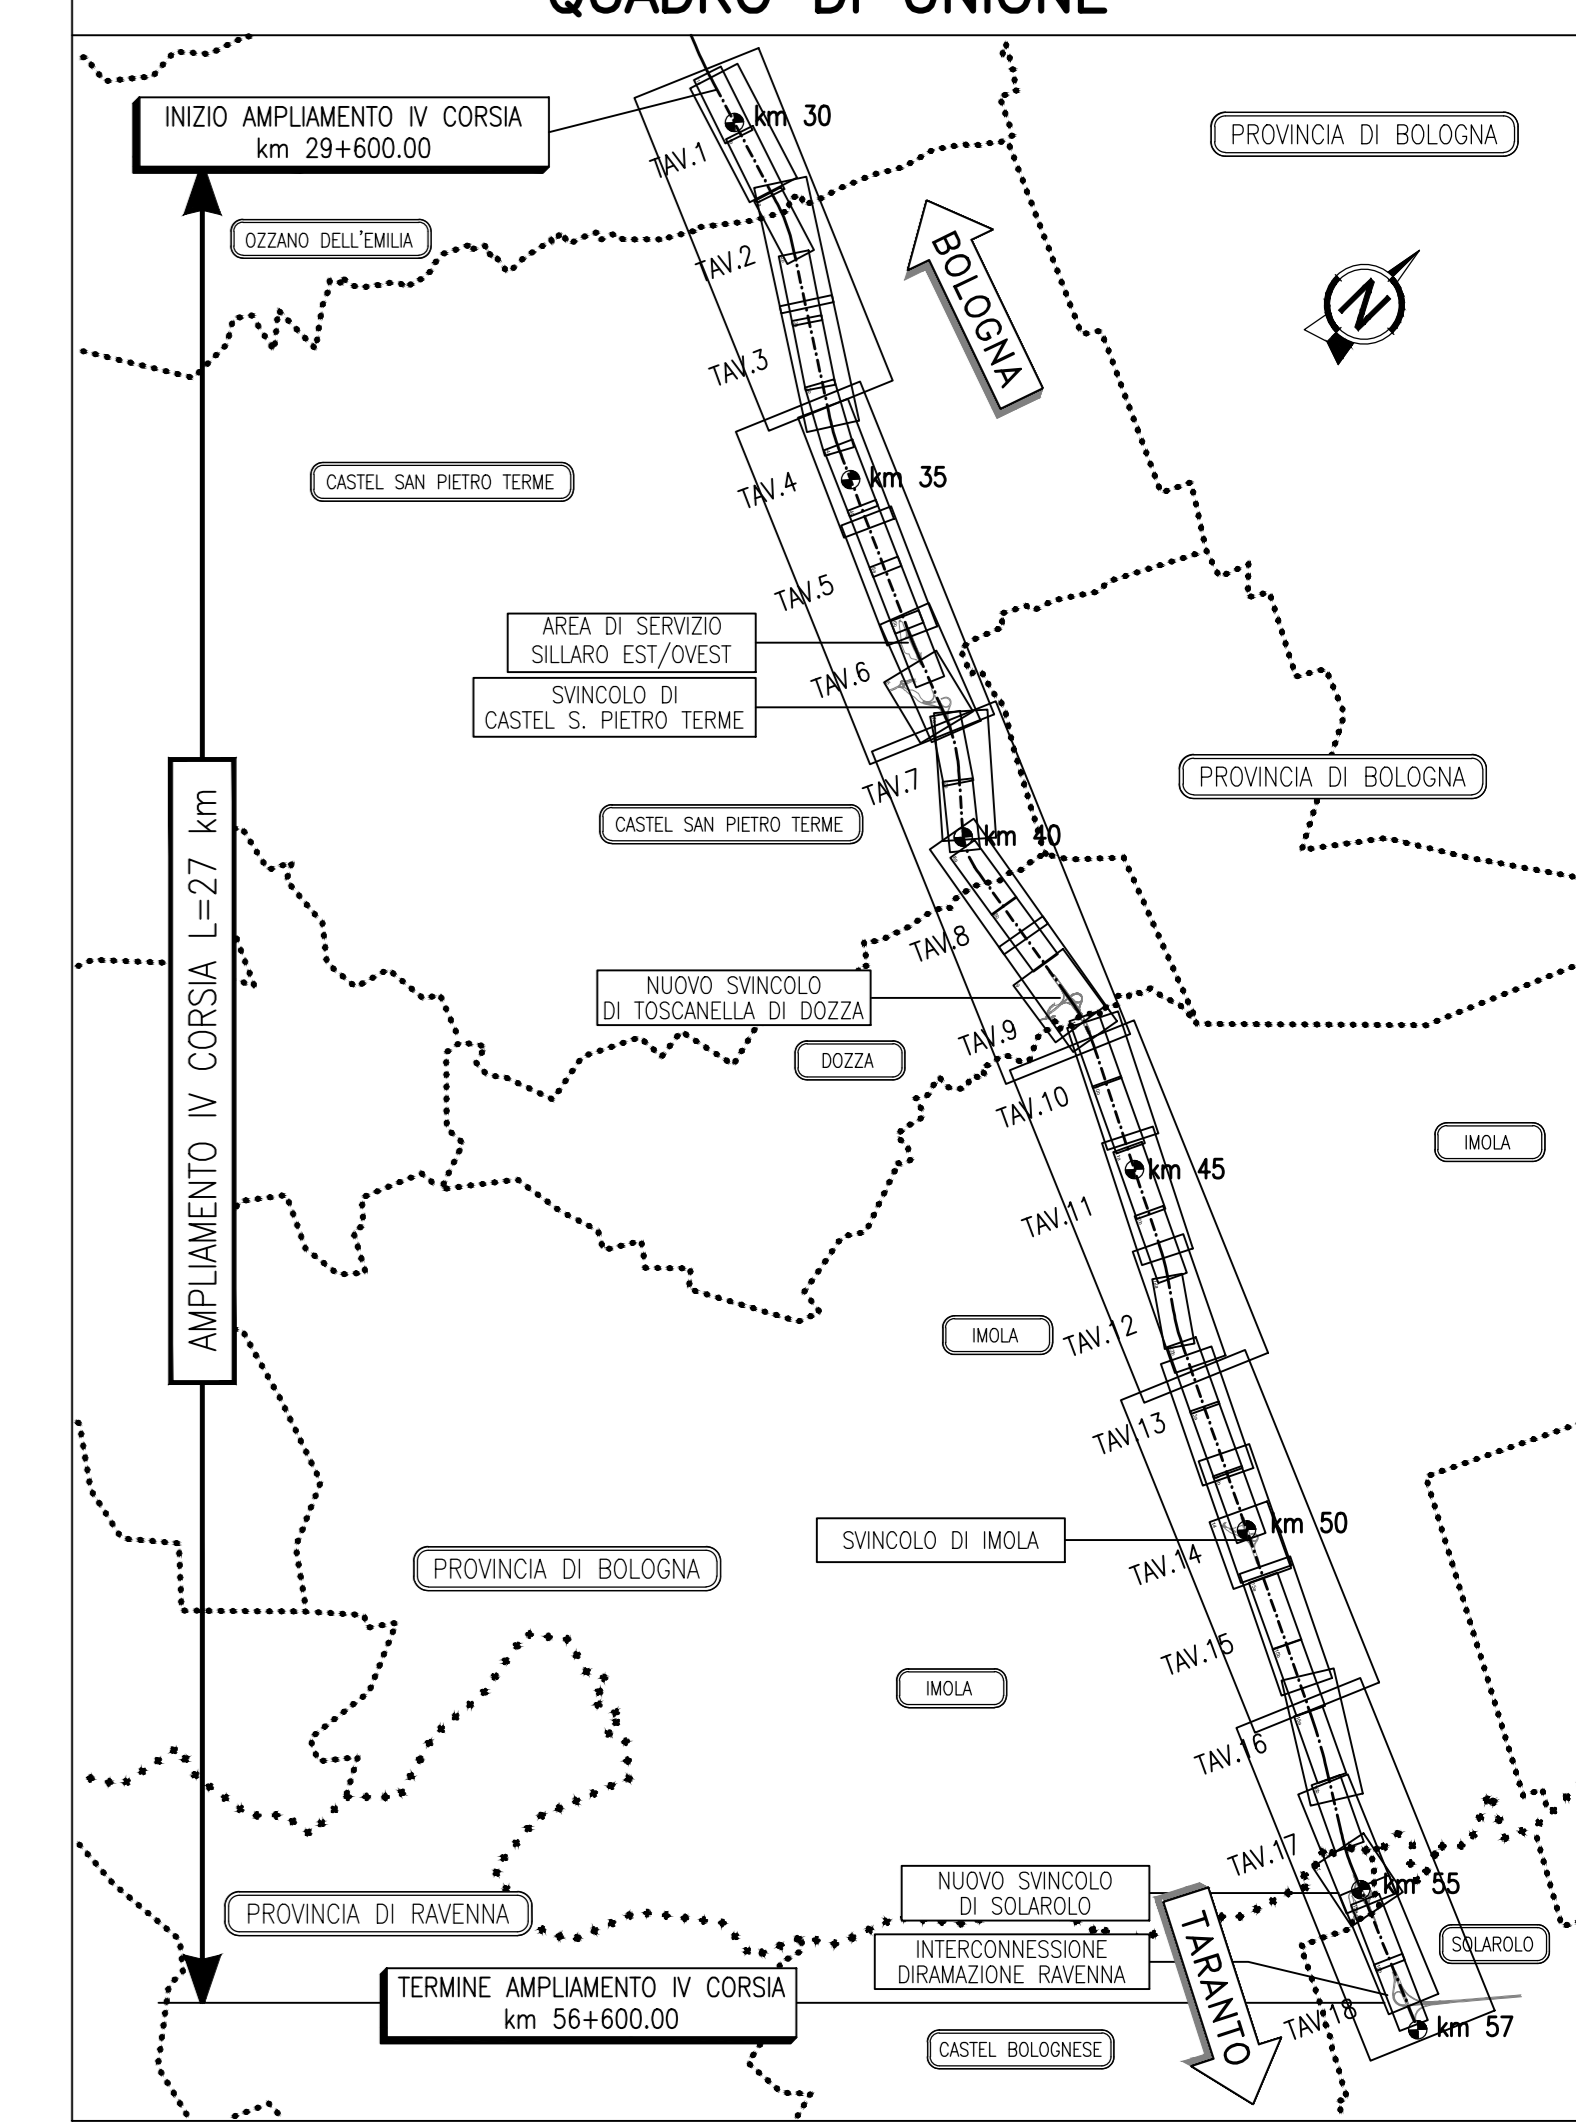 QUADRO DI UNIONE
INIZIO AMPLIAMENTO IV CORSIA
km 29+600.00
km 30
PROVINCIA DI BOLOGNA
TAV.1
OZZANO DELL'EMILIA
TAV.2
BOLOGNA
N
TAV.3
CASTEL SAN PIETRO TERME
TAV.4
km 35
TAV.5
AREA DI SERVIZIO
SILLARO EST/OVEST
TAV.6
SVINCOLO DI
CASTEL S. PIETRO TERME
TAV.7
PROVINCIA DI BOLOGNA
CASTEL SAN PIETRO TERME
km 40
AMPLIAMENTO IV CORSIA L=27 km
TAV.8
NUOVO SVINCOLO
DI TOSCANELLA DI DOZZA
TAV.9
DOZZA
TAV.10
IMOLA
km 45
TAV.11
IMOLA
TAV.12
TAV.13
km 50
SVINCOLO DI IMOLA
TAV.14
PROVINCIA DI BOLOGNA
TAV.15
IMOLA
TAV.16
TAV.17
NUOVO SVINCOLO
DI SOLAROLO
km 55
PROVINCIA DI RAVENNA
TARANTO
SOLAROLO
INTERCONNESSIONE
DIRAMAZIONE RAVENNA
TERMINE AMPLIAMENTO IV CORSIA
km 56+600.00
TAV.18
km 57
CASTEL BOLOGNESE